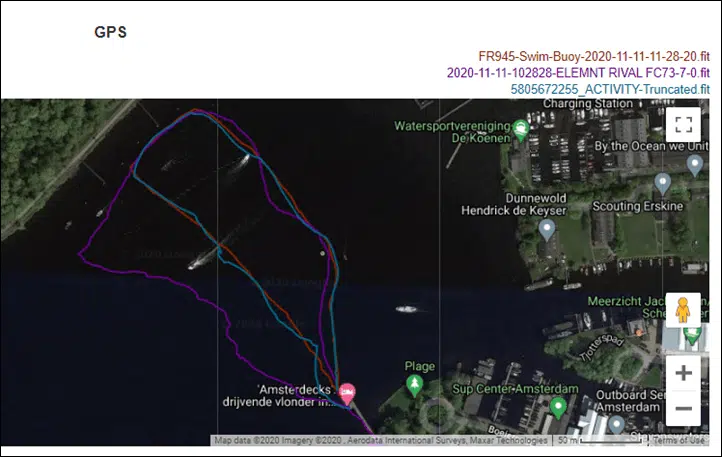 GPS
FR945-Swim-Buoy-2020-11-11-11-28-20.fit
2020-11-11-102828-ELEMNT RIVAL FC73-7-0.fit
5805672255_ACTIVITY-Truncated.fit
Charging Station
Watersportvereniging
De Koenen
By the Ocean we Unit
Dunnewold
Hendrick de Keyser
Scouting Erskine
Meerzicht Jac
Sche
Tjotterspad
Plage
'Amsterdecks'
drijvende vlonder in...
Sup Center-Amsterdam
Outboard Ser
Amsterdam
Map data ©2020 Imagery ©2020 , Aerodata International Surveys, Maxar Technologies
50 m
Terms of Use